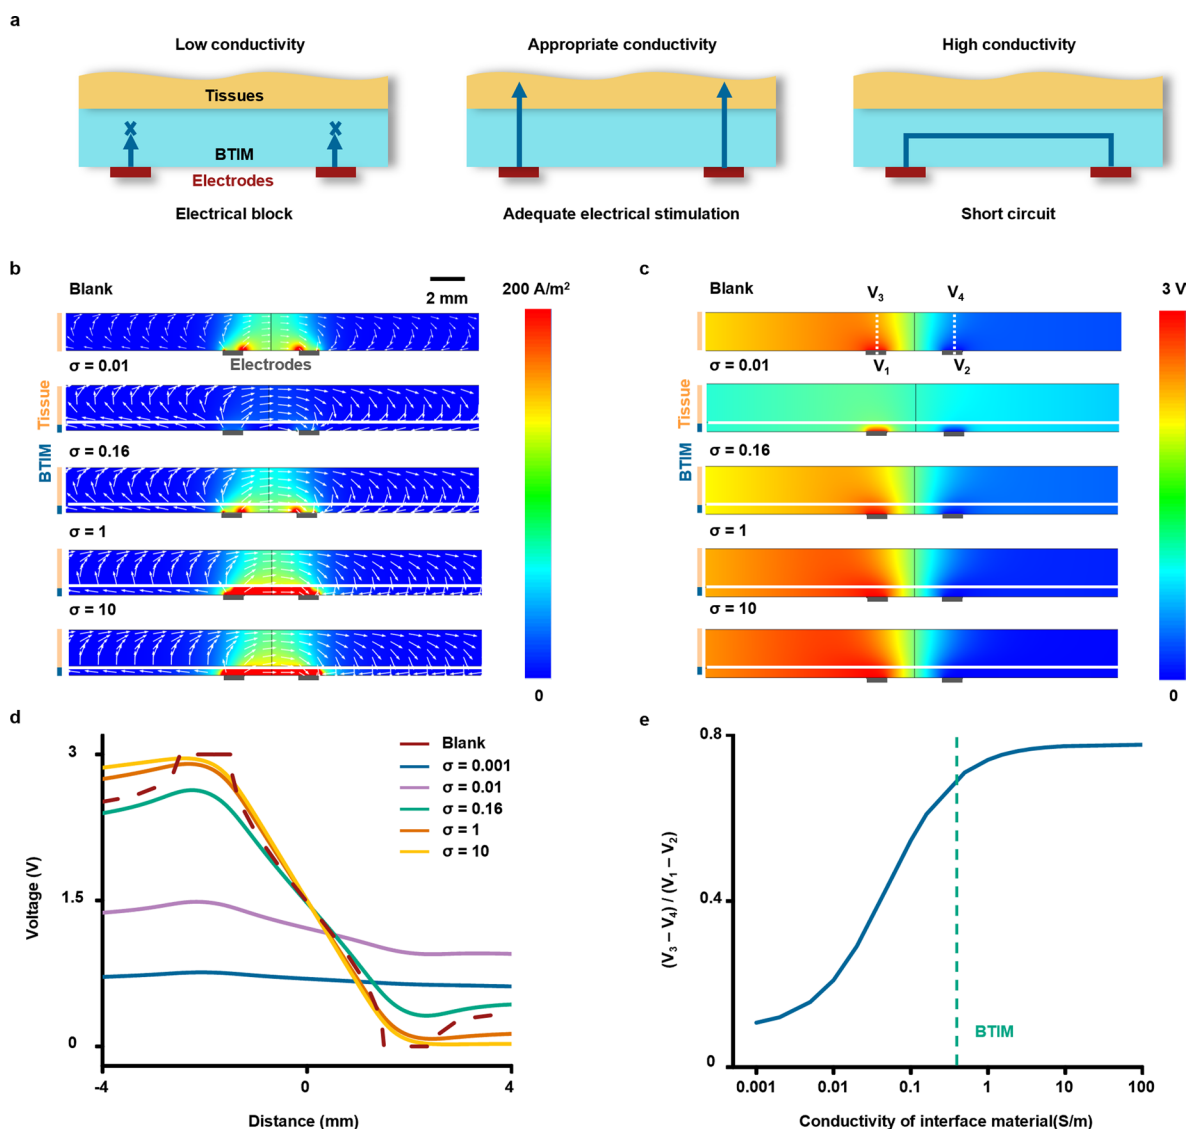 a
Low conductivity
Appropriate conductivity
High conductivity
Tissues
BTIM
Electrodes
Electrical block
Adequate electrical stimulation
Short circuit
b
Blank
2 mm
200 A/m²
Electrodes
σ = 0.01
σ = 0.16
σ = 1
σ = 10
Tissue
BTIM
0
c
Blank
V₃
V₄
3 V
V₁
V₂
σ = 0.01
σ = 0.16
σ = 1
σ = 10
Tissue
BTIM
0
d
Voltage (V)
3
1.5
0
-4
0
4
Distance (mm)
Blank
σ = 0.001
σ = 0.01
σ = 0.16
σ = 1
σ = 10
e
(V₃ – V₄) / (V₁ – V₂)
0.8
0.4
0
BTIM
0.001
0.01
0.1
1
10
100
Conductivity of interface material(S/m)